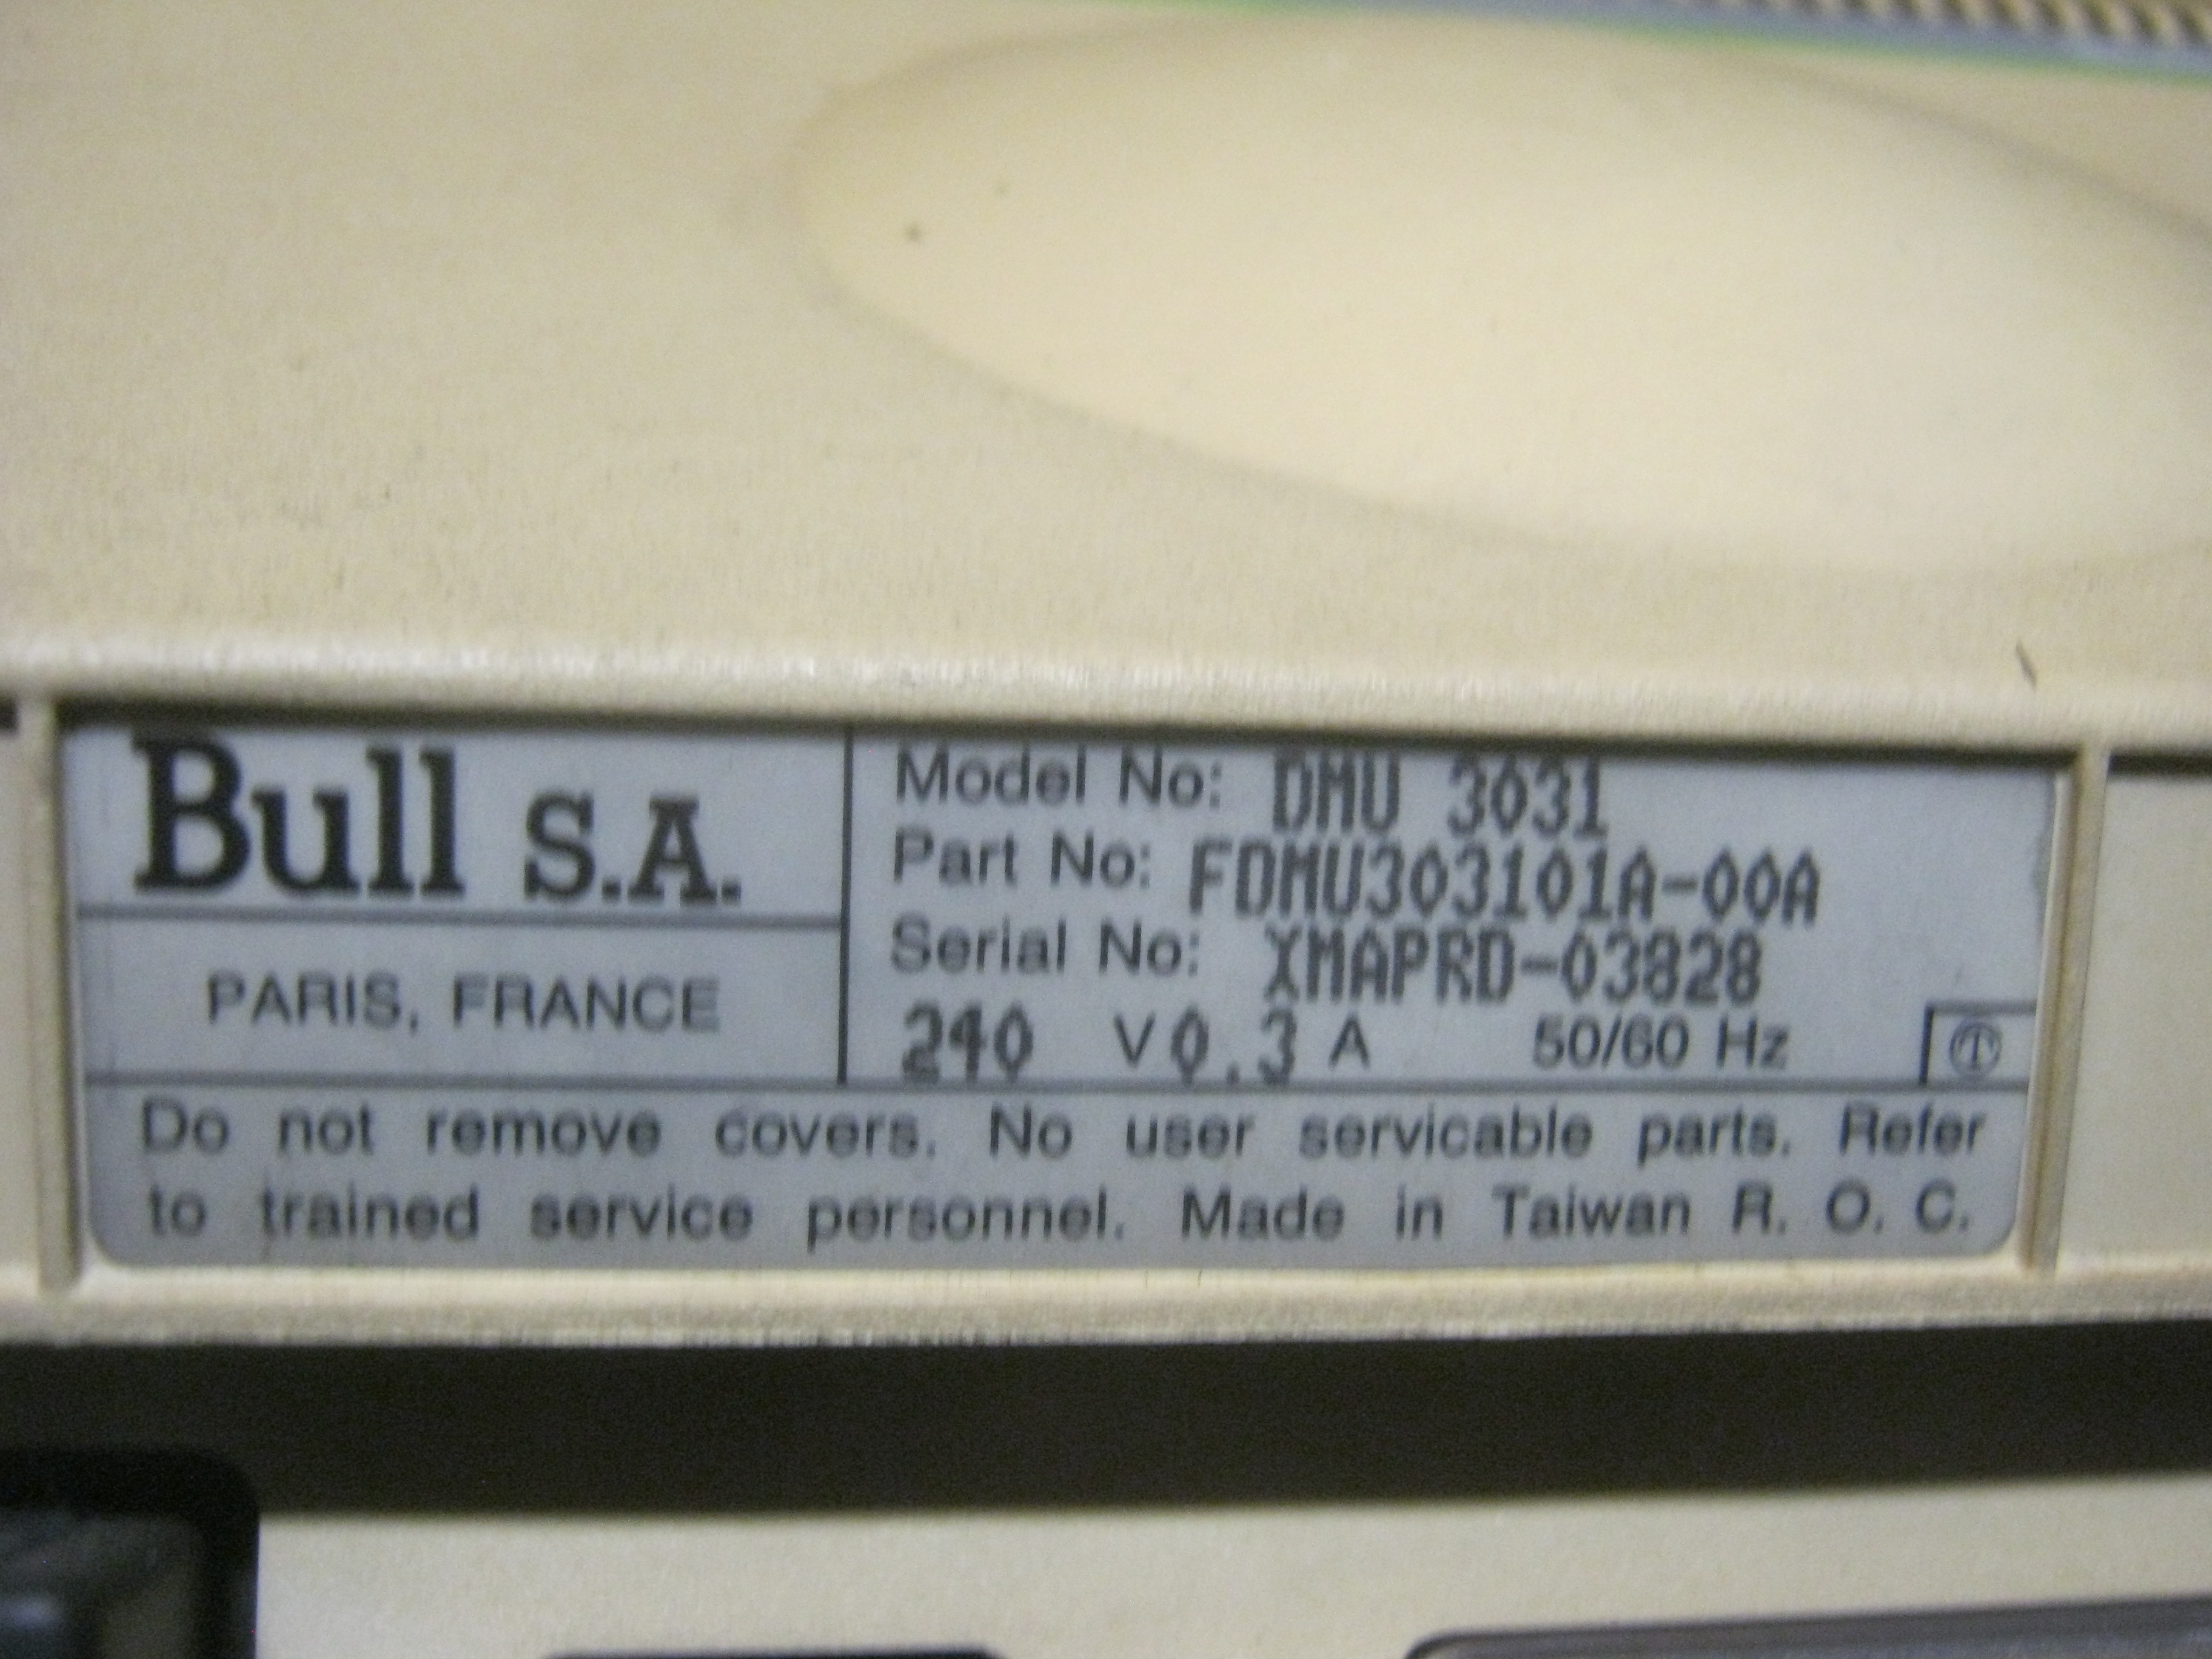 Bull S.A.
PARIS, FRANCE
Model No: DMU 3031
Part No: FDMU303101A-00A
Serial No: XMAPRD-03828
240 V 0.3 A 50/60 Hz
Do not remove covers. No user servicable parts. Refer
to trained service personnel. Made in Taiwan R. O. C.